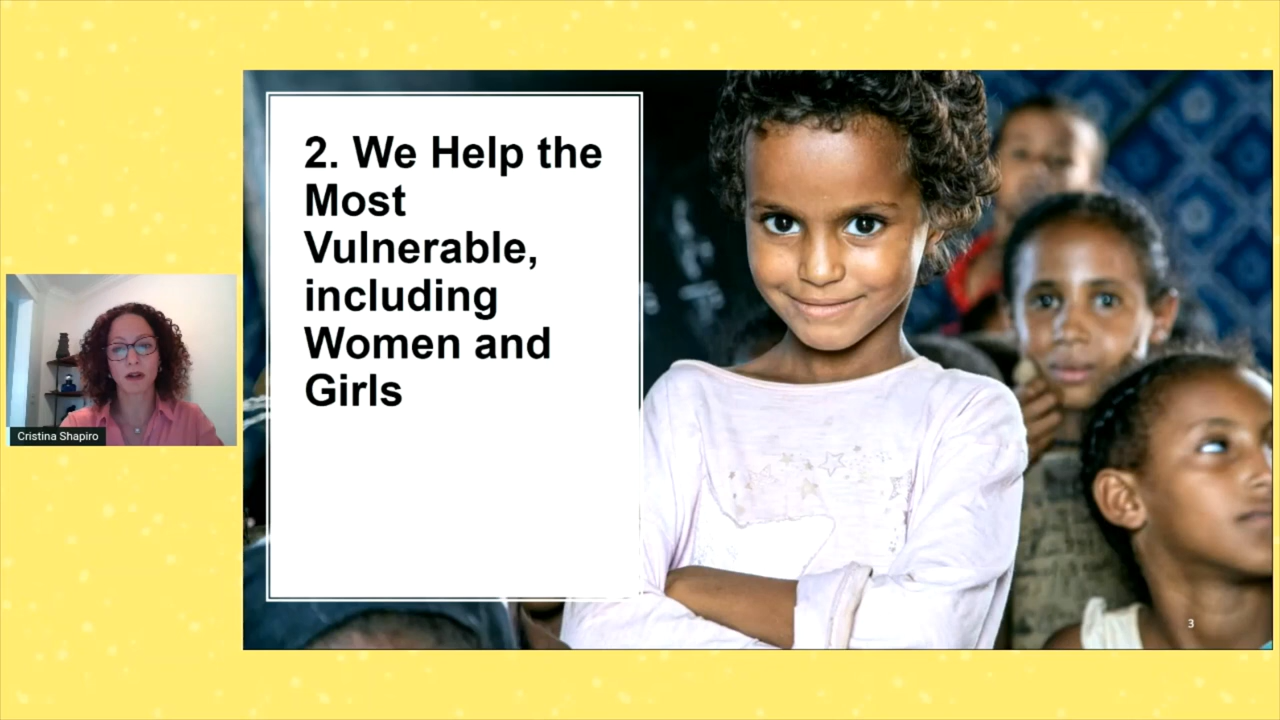 2. We Help the
Most
Vulnerable,
including
Women and
Girls
Cristina Shapiro
3